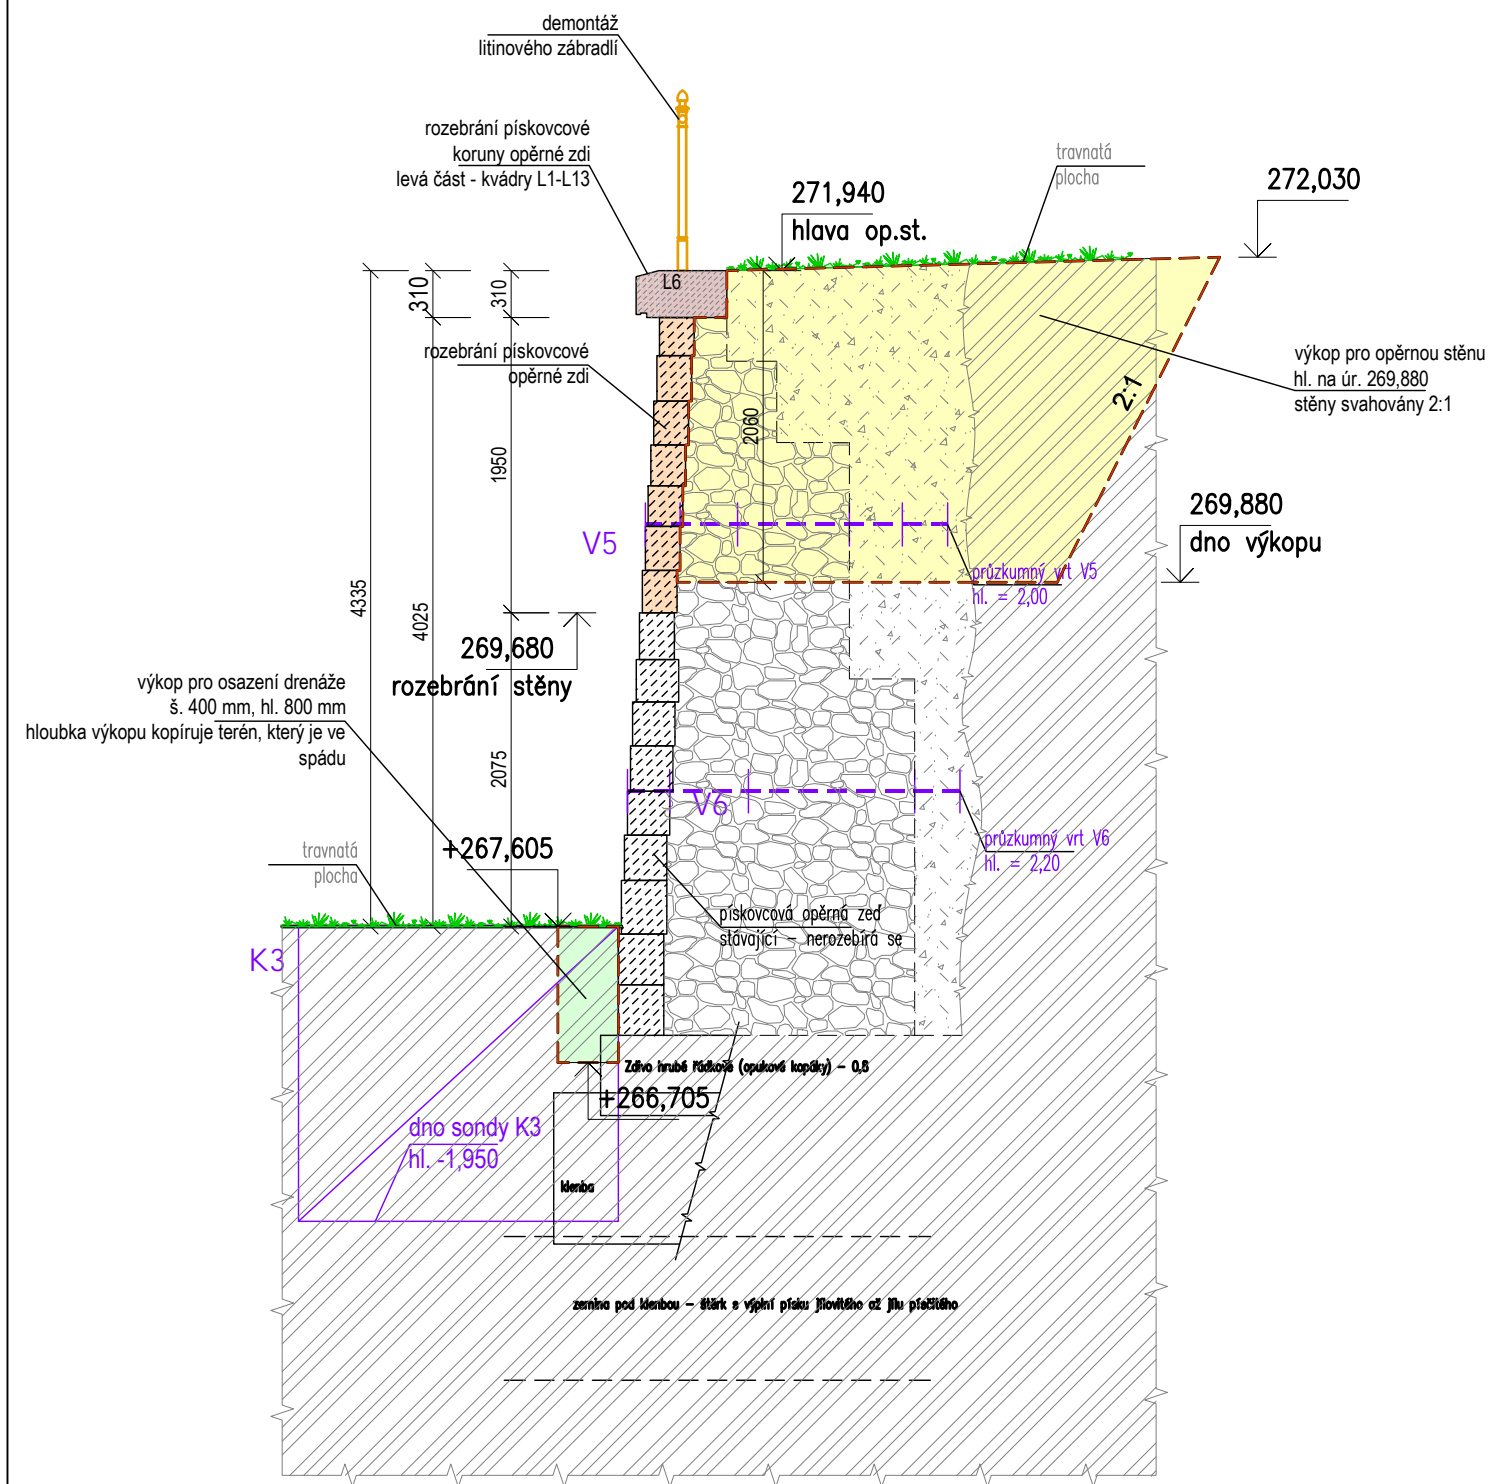 demontáž
litinového zábradlí
rozebrání pískovcové
koruny opěrné zdi
levá část - kvádry L1-L13
travnatá
plocha
271,940
hlava op.st.
272,030
L6
310
310
rozebrání pískovcové
opěrné zdi
výkop pro opěrnou stěnu
hl. na úr. 269,880
stěny svahovány 2:1
2:1
2060
1950
269,880
dno výkopu
V5
průzkumný vrt V5
hl. = 2,00
4335
4025
269,680
rozebrání stěny
výkop pro osazení drenáže
š. 400 mm, hl. 800 mm
hloubka výkopu kopíruje terén, který je ve
spádu
2075
V6
průzkumný vrt V6
hl. = 2,20
+267,605
travnatá
plocha
pískovcová opěrná zeď
stávající – nerozebírá se
K3
Zdivo hrubé řádkové (opukové kopáky) – 0,6
+266,705
dno sondy K3
hl. -1,950
klenba
zemina pod klenbou – štěrk s výplní písku jílovitého až jílu písčitého